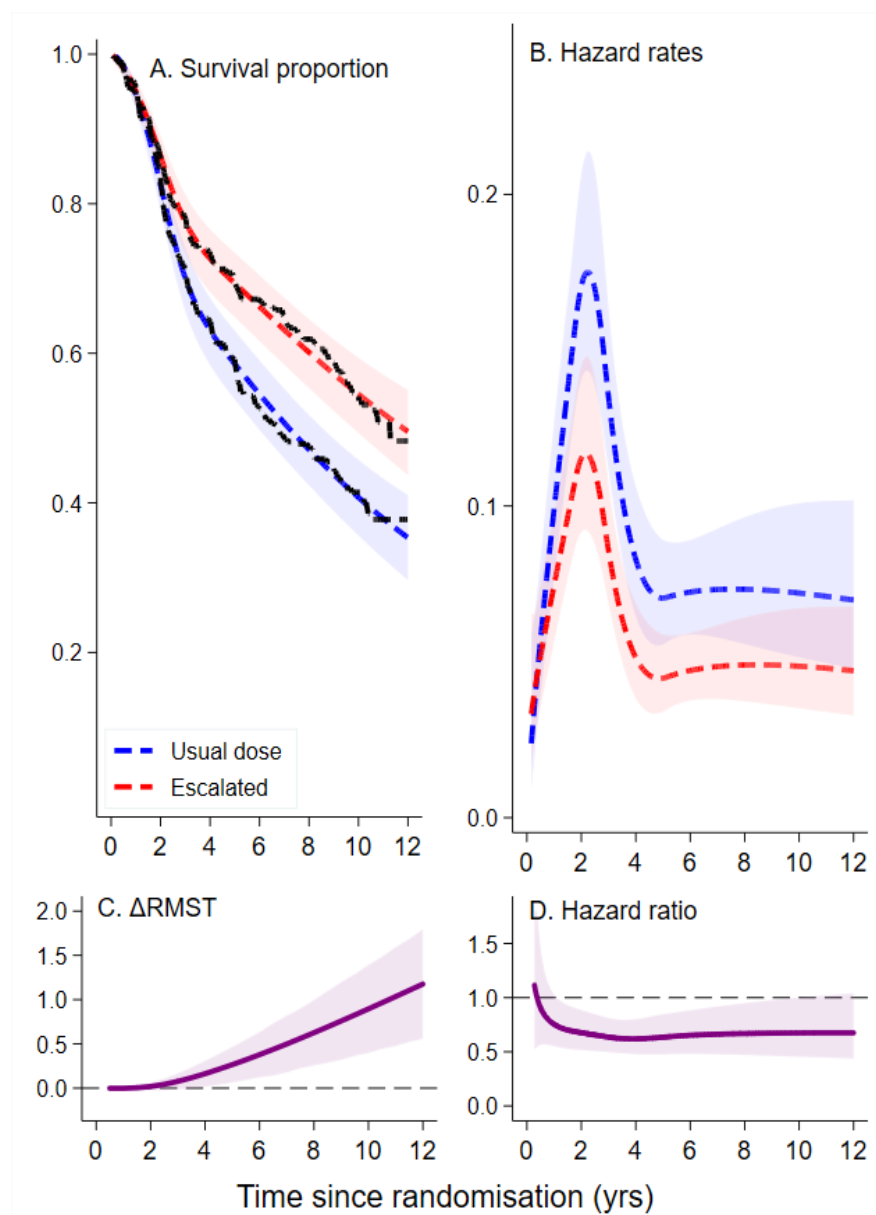 A. Survival proportion
1.0
0.8
0.6
0.4
0.2
Usual dose
Escalated
0 2 4 6 8 10 12
B. Hazard rates
0.2
0.1
0.0
0 2 4 6 8 10 12
C. ΔRMST
2.0
1.5
1.0
0.5
0.0
0 2 4 6 8 10 12
D. Hazard ratio
1.5
1.0
0.5
0.0
0 2 4 6 8 10 12
Time since randomisation (yrs)